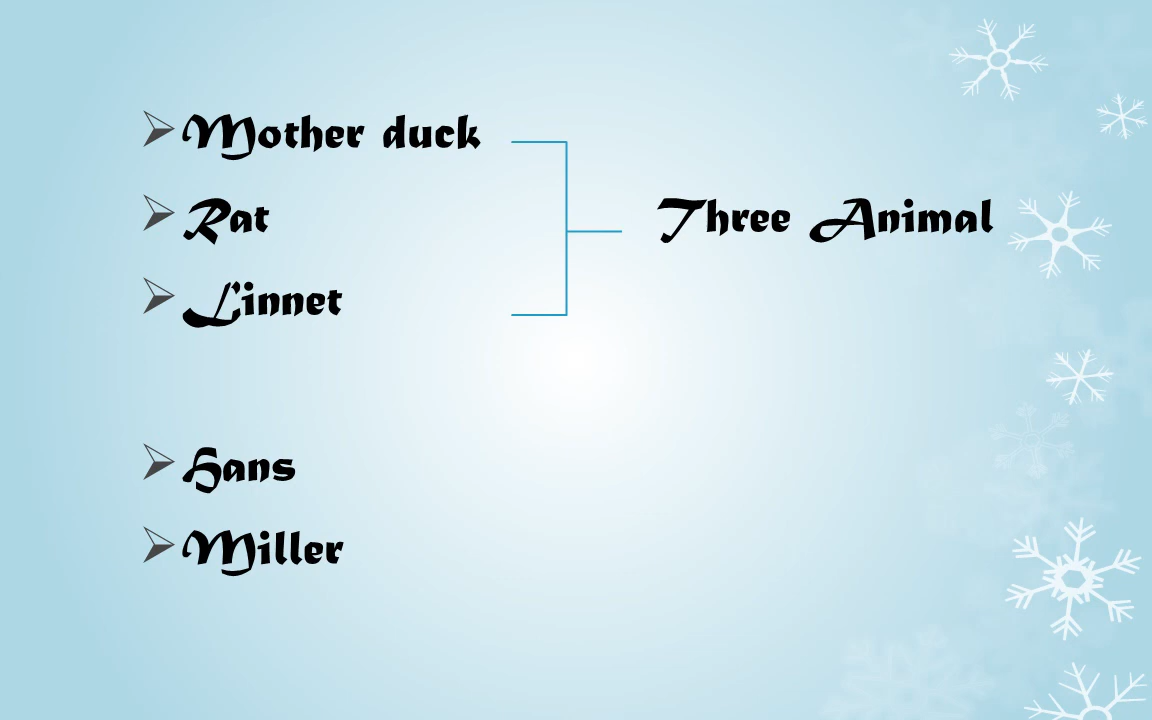 Mother duck
Rat
Three Animal
Linnet
Hans
Miller